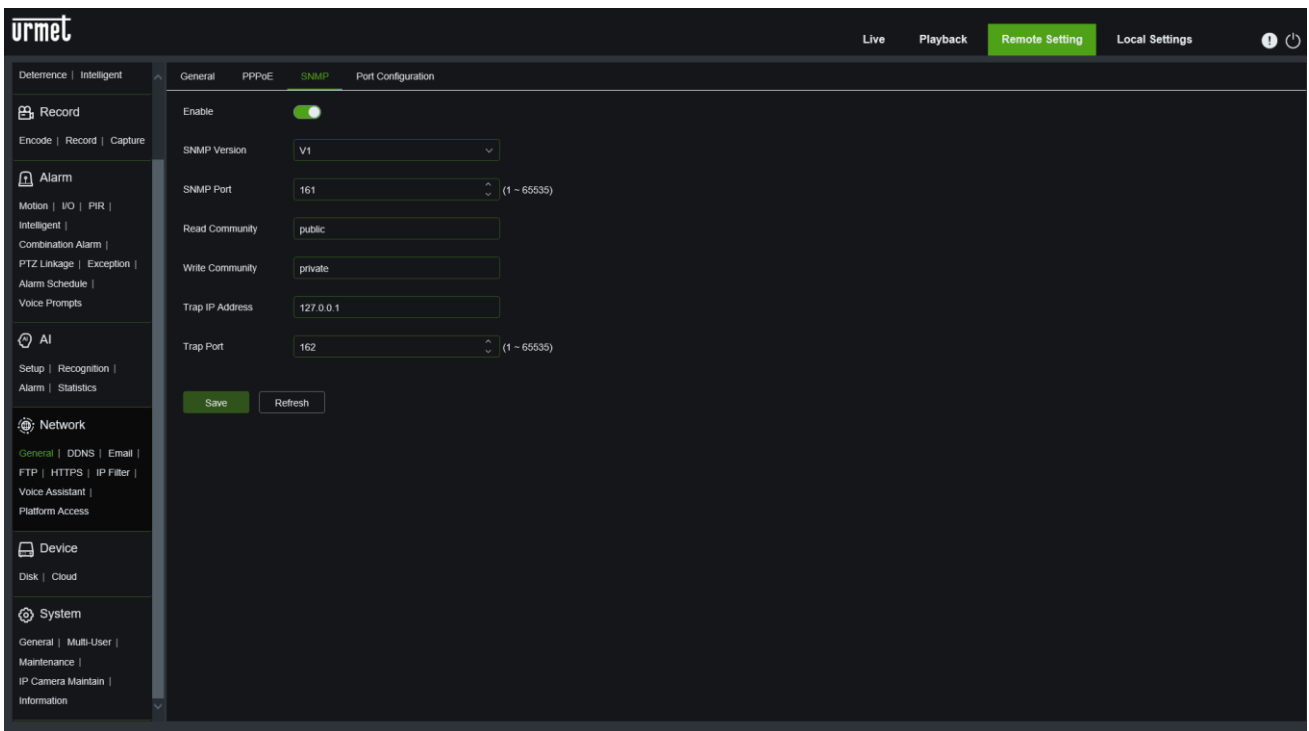 urmet
Live Playback Remote Setting Local Settings
Deterrence | Intelligent
Record
Encode | Record | Capture
Alarm
Motion | I/O | PIR |
Intelligent |
Combination Alarm |
PTZ Linkage | Exception |
Alarm Schedule |
Voice Prompts
AI
Setup | Recognition |
Alarm | Statistics
Network
General | DDNS | Email |
FTP | HTTPS | IP Filter |
Voice Assistant |
Platform Access
Device
Disk | Cloud
System
General | Multi-User |
Maintenance |
IP Camera Maintain |
Information
General PPPoE SNMP Port Configuration
Enable
SNMP Version V1
SNMP Port 161 (1 ~ 65535)
Read Community public
Write Community private
Trap IP Address 127.0.0.1
Trap Port 162 (1 ~ 65535)
Save Refresh